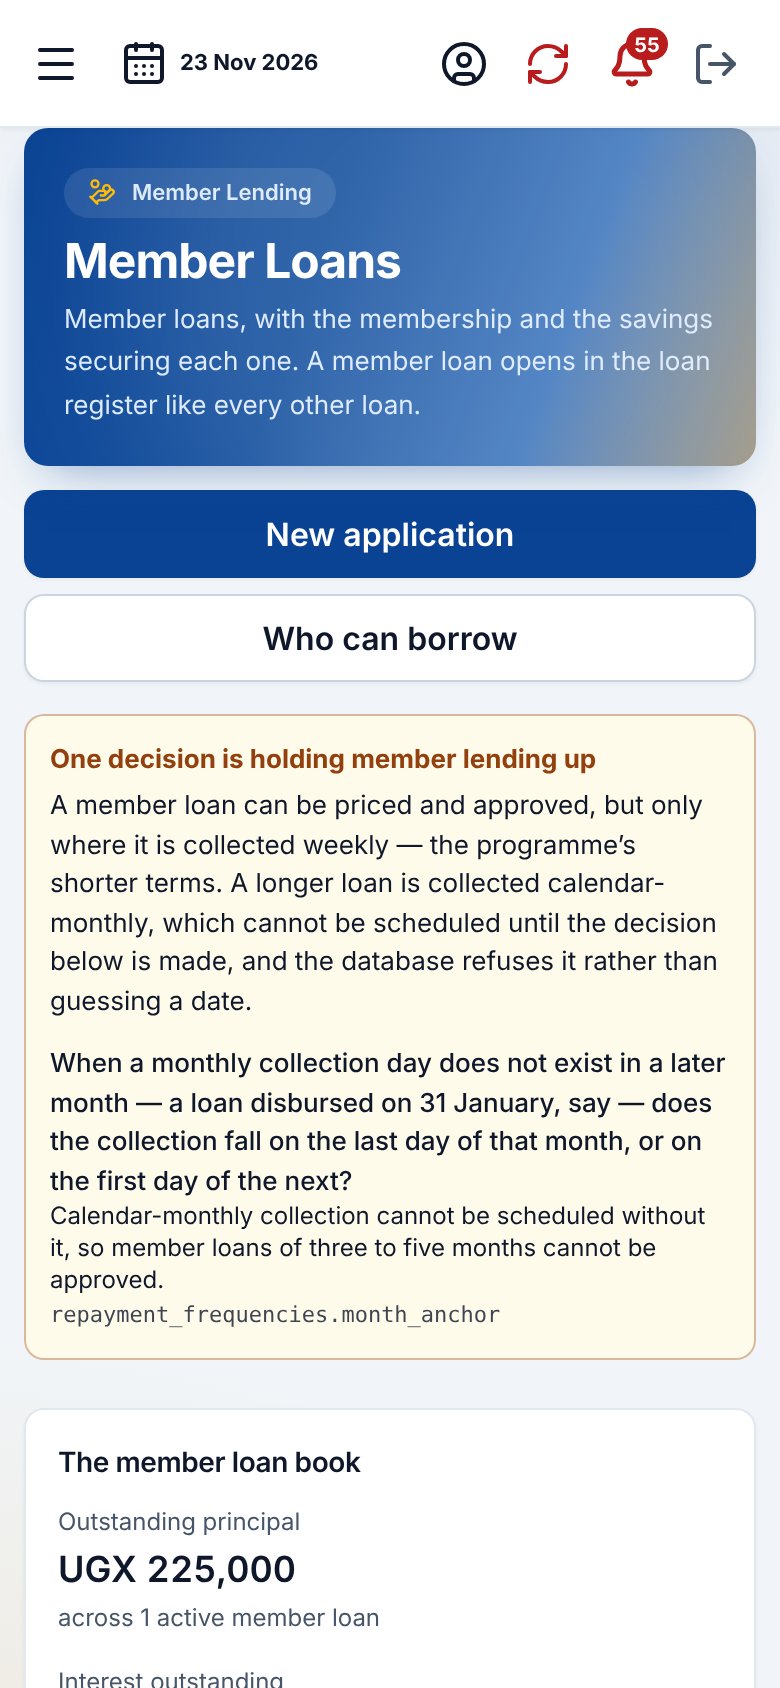 23 Nov 2026
55
Member Lending
Member Loans
Member loans, with the membership and the savings
securing each one. A member loan opens in the loan
register like every other loan.
New application
Who can borrow
One decision is holding member lending up
A member loan can be priced and approved, but only
where it is collected weekly — the programme’s
shorter terms. A longer loan is collected calendar-
monthly, which cannot be scheduled until the decision
below is made, and the database refuses it rather than
guessing a date.
When a monthly collection day does not exist in a later
month — a loan disbursed on 31 January, say — does
the collection fall on the last day of that month, or on
the first day of the next?
Calendar-monthly collection cannot be scheduled without
it, so member loans of three to five months cannot be
approved.
repayment_frequencies.month_anchor
The member loan book
Outstanding principal
UGX 225,000
across 1 active member loan
Interest outstanding